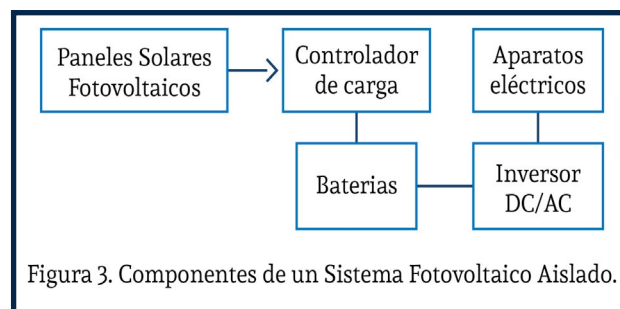 Paneles Solares
Fotovoltaicos
Controlador
de carga
Aparatos
eléctricos
Baterias
Inversor
DC/AC
Figura 3. Componentes de un Sistema Fotovoltaico Aislado.